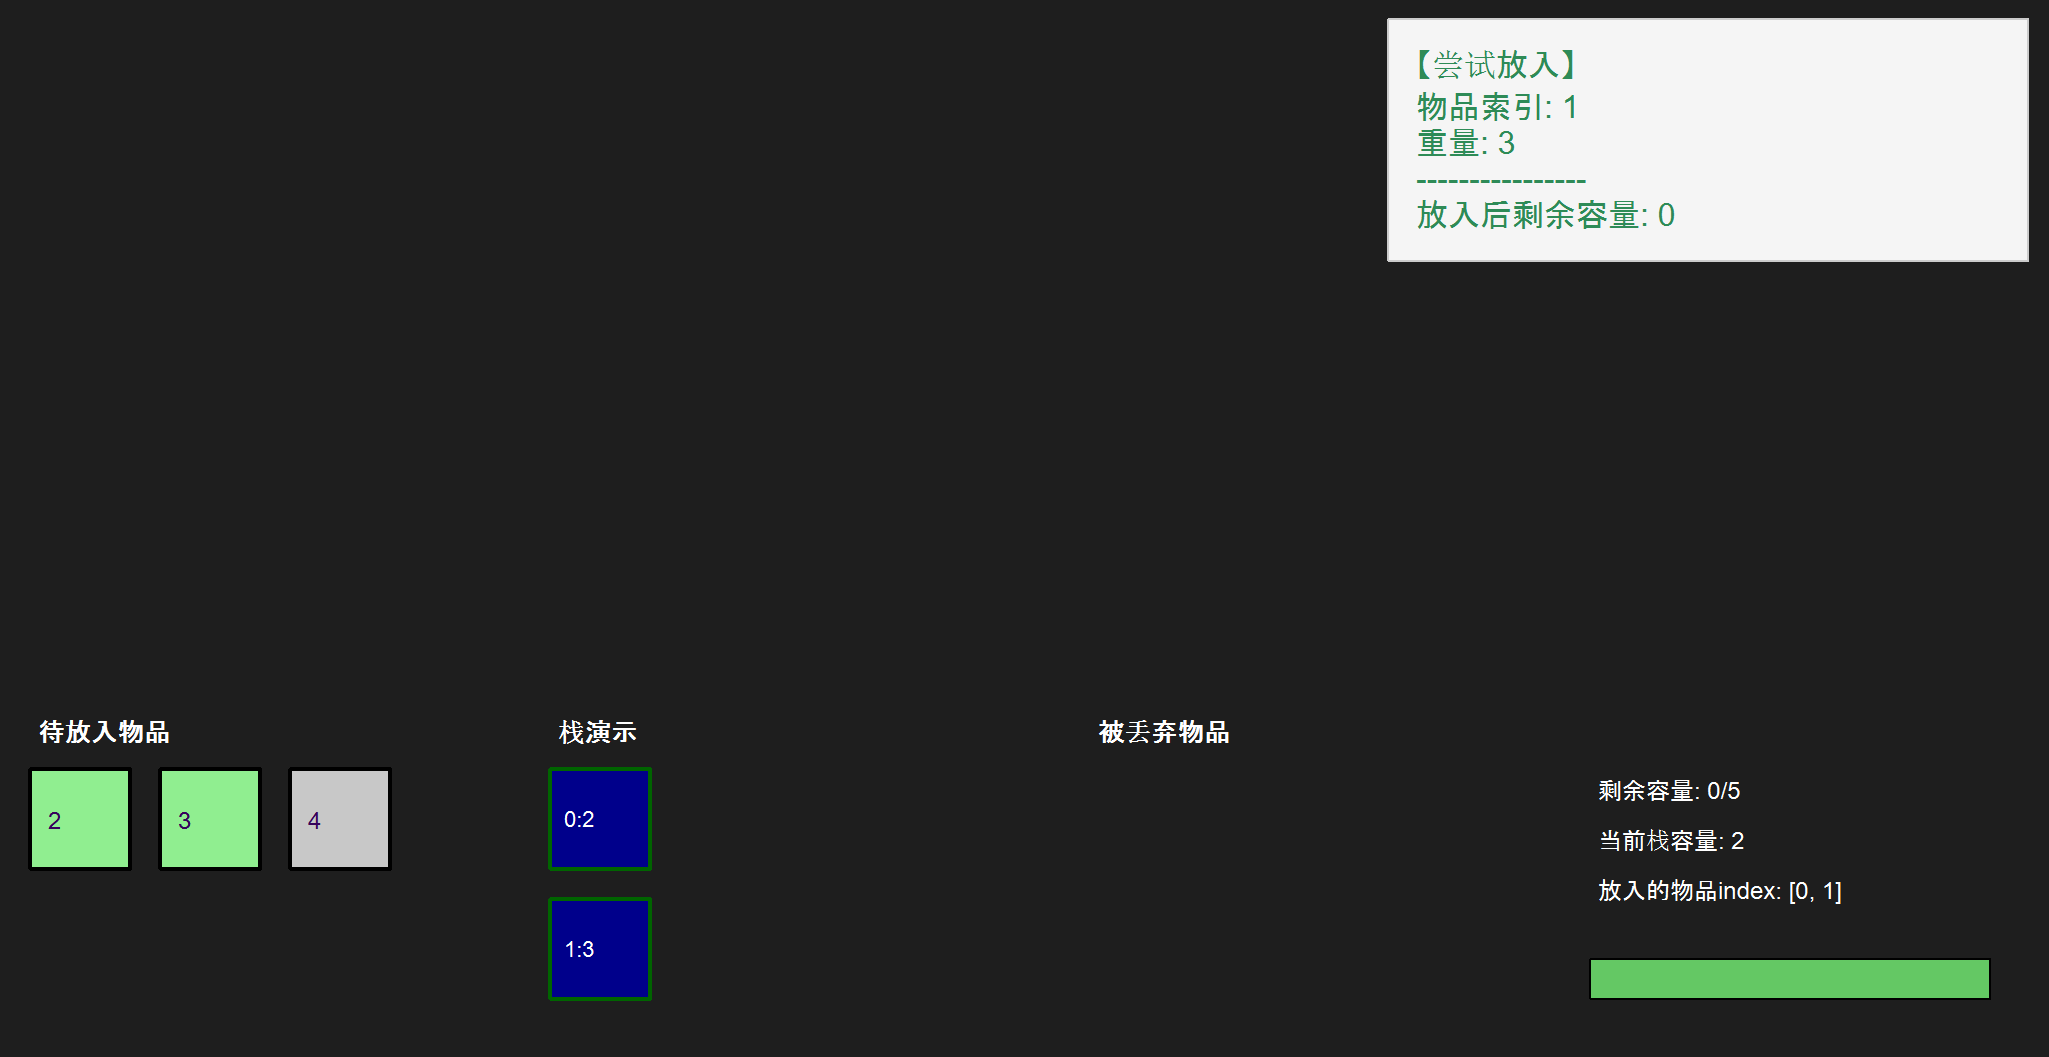 【尝试放入】
物品索引: 1
重量: 3
----------------
放入后剩余容量: 0
待放入物品
栈演示
被丢弃物品
2
3
4
0:2
1:3
剩余容量: 0/5
当前栈容量: 2
放入的物品index: [0, 1]